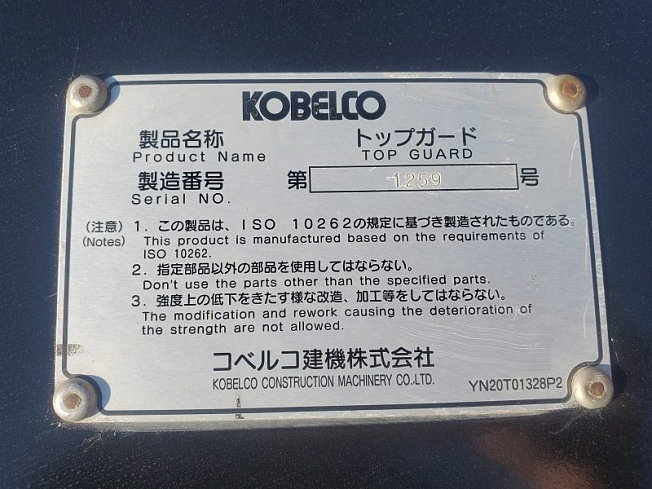 KOBELCO
製品名称 トップガード
Product Name TOP GUARD
製造番号 第 1259 号
Serial NO.
(注意) 1. この製品は、ISO 10262の規定に基づき製造されたものである。
(Notes) This product is manufactured based on the requirements of
ISO 10262.
2. 指定部品以外の部品を使用してはならない。
Don't use the parts other than the specified parts.
3. 強度上の低下をきたす様な改造、加工等をしてはならない。
The modification and rework causing the deterioration of
the strength are not allowed.
コベルコ建機株式会社
KOBELCO CONSTRUCTION MACHINERY CO.,LTD. YN20T01328P2